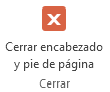 Cerrar encabezado
y pie de página
Cerrar